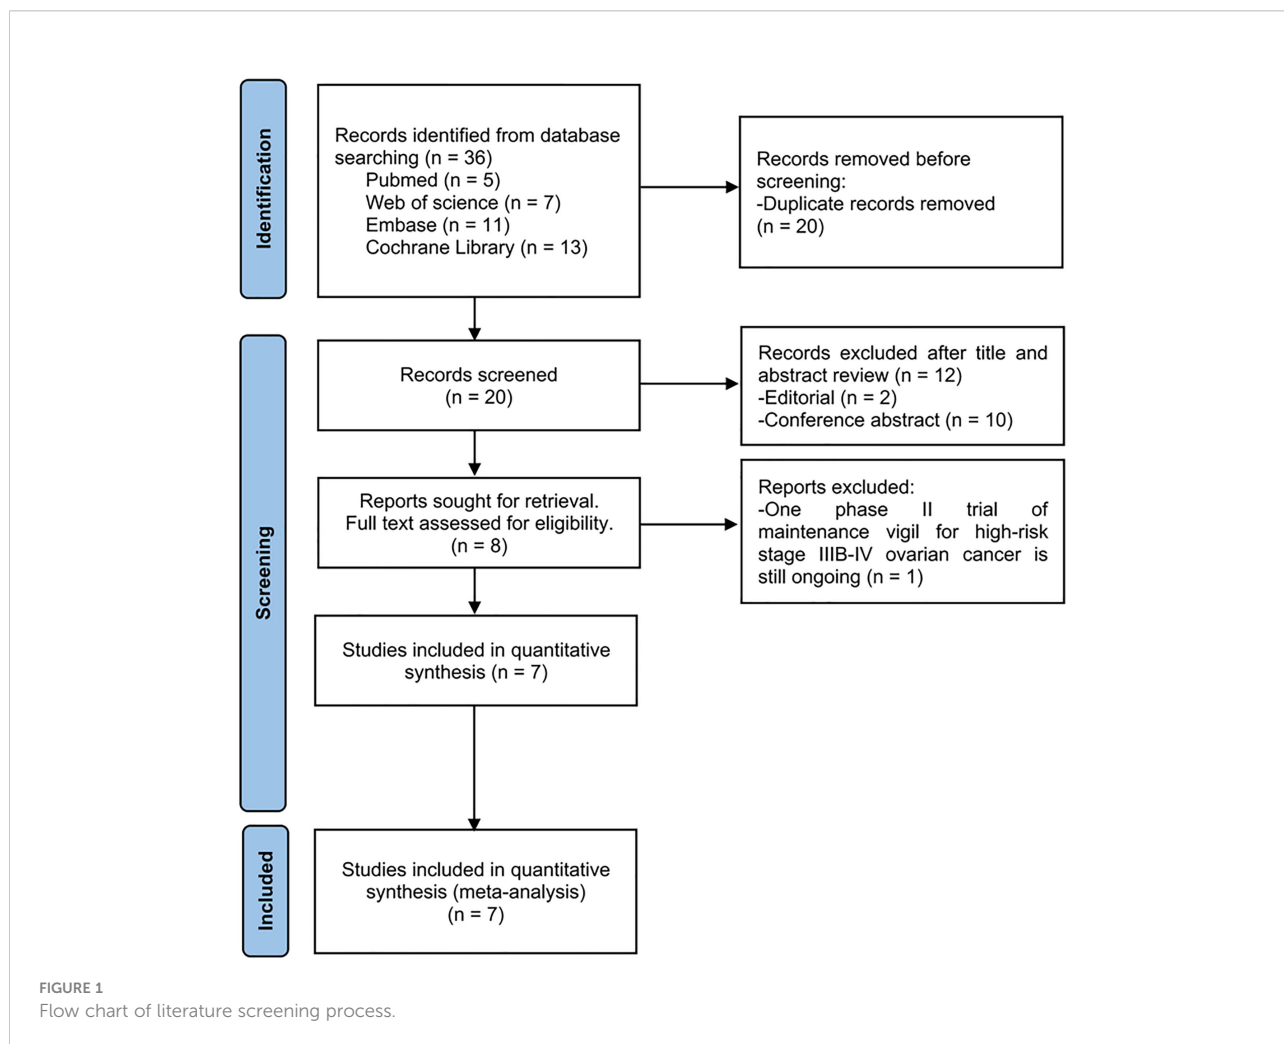 Identification
Records identified from database
searching (n = 36)
Pubmed (n = 5)
Web of science (n = 7)
Embase (n = 11)
Cochrane Library (n = 13)
Records removed before
screening:
-Duplicate records removed
(n = 20)
Screening
Records screened
(n = 20)
Records excluded after title and
abstract review (n = 12)
-Editorial (n = 2)
-Conference abstract (n = 10)
Reports sought for retrieval.
Full text assessed for eligibility.
(n = 8)
Reports excluded:
-One phase II trial of
maintenance vigil for high-risk
stage IIIB-IV ovarian cancer is
still ongoing (n = 1)
Studies included in quantitative
synthesis (n = 7)
Included
Studies included in quantitative
synthesis (meta-analysis)
(n = 7)
FIGURE 1
Flow chart of literature screening process.